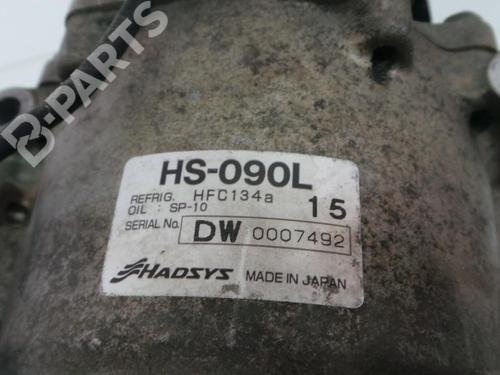 B-PARTS
HS-090L
REFRIG. HFC134a 15
OIL : SP-10
SERIAL No. DW 0007492
HADSYS MADE IN JAPAN